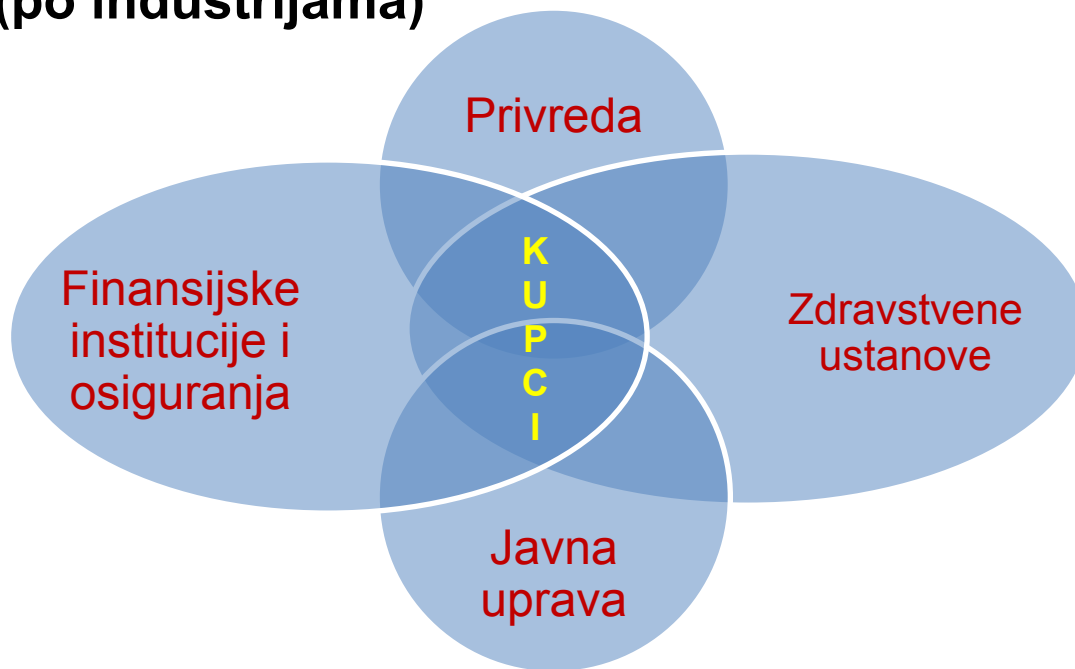 (po industrijama)
Privreda
Finansijske
institucije i
osiguranja
K
U
P
C
I
Zdravstvene
ustanove
Javna
uprava